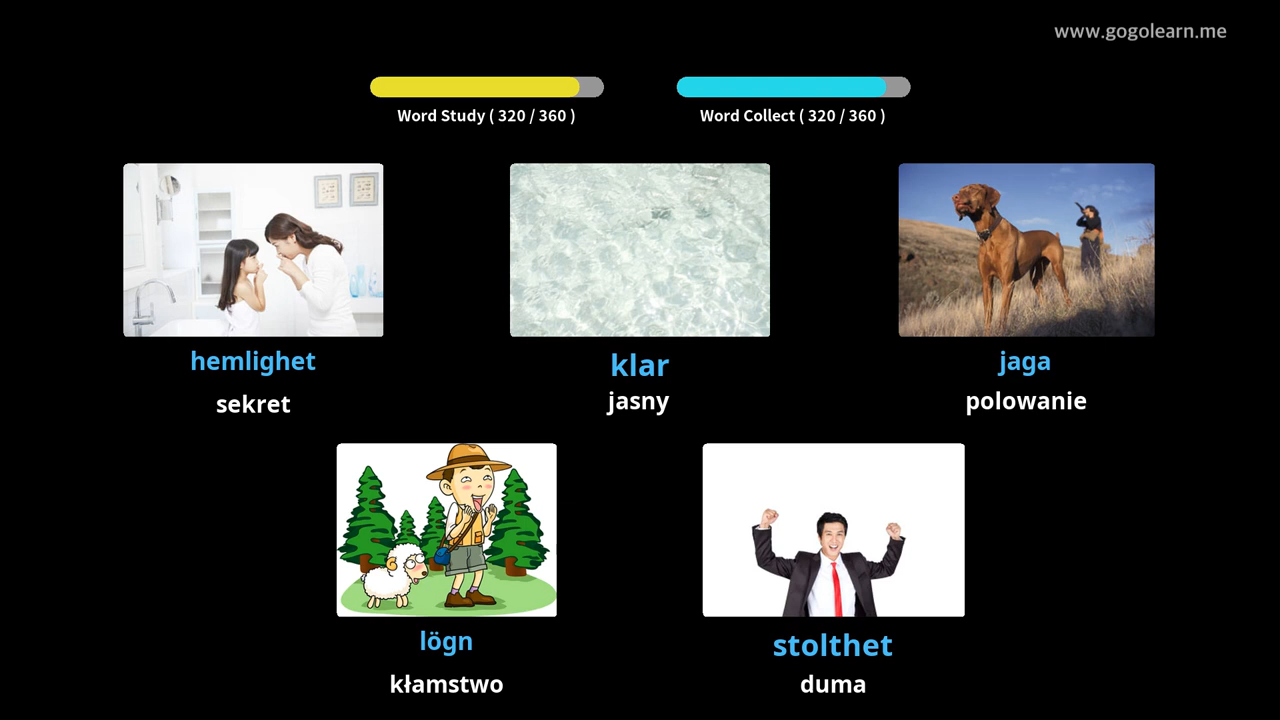 www.gogolearn.me
Word Study ( 320 / 360 )
Word Collect ( 320 / 360 )
hemlighet
sekret
klar
jasny
jaga
polowanie
lögn
kłamstwo
stolthet
duma